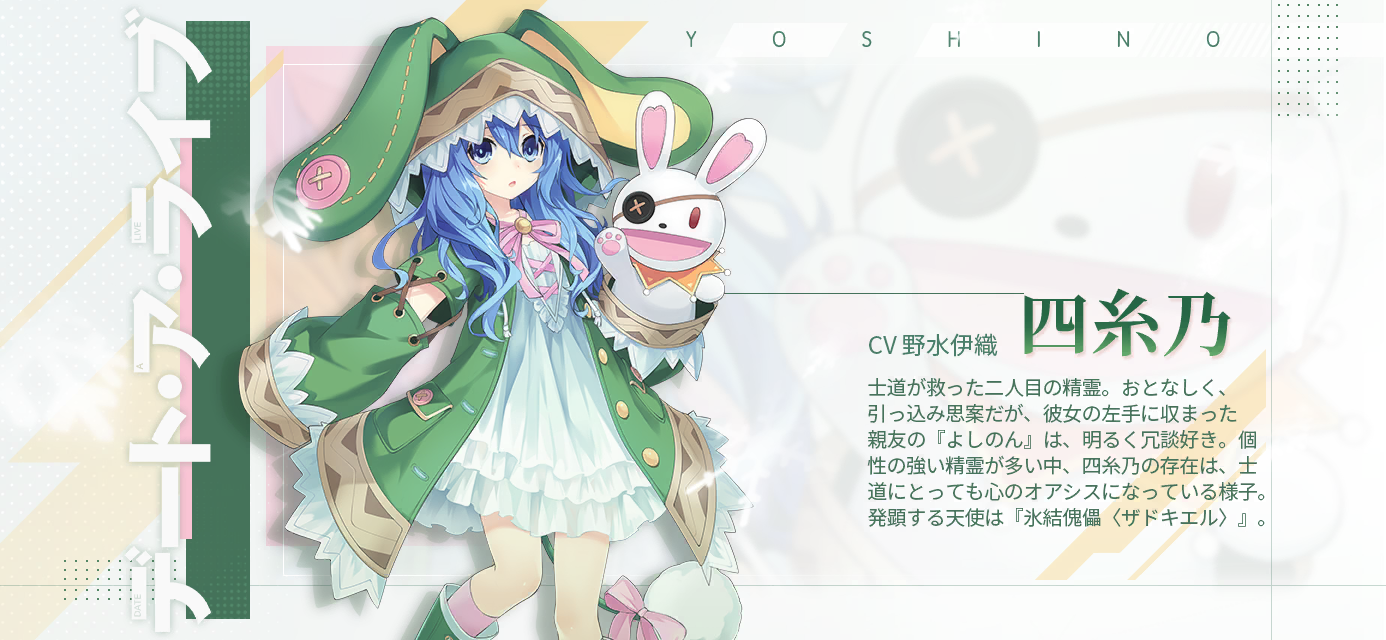 デート・ア・ライブ
DATE
A
LIVE
YOSHINO
四糸乃
CV 野水伊織
士道が救った二人目の精霊。おとなしく、
引っ込み思案だが、彼女の左手に収まった
親友の『よしのん』は、明るく冗談好き。個
性の強い精霊が多い中、四糸乃の存在は、士
道にとっても心のオアシスになっている様子。
発顕する天使は『氷結傀儡〈ザドキエル〉』。